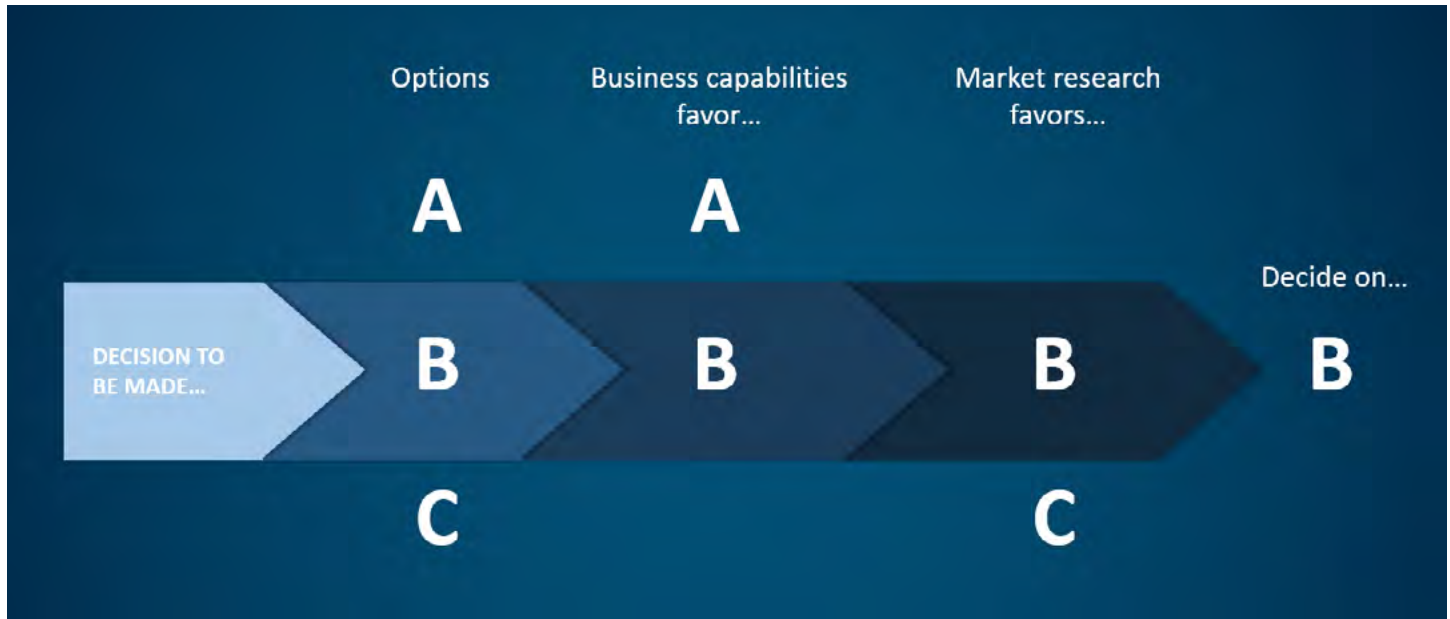 Options
Business capabilities
favor...
Market research
favors...
A
A
Decide on...
DECISION TO
BE MADE...
B
B
B
B
C
C